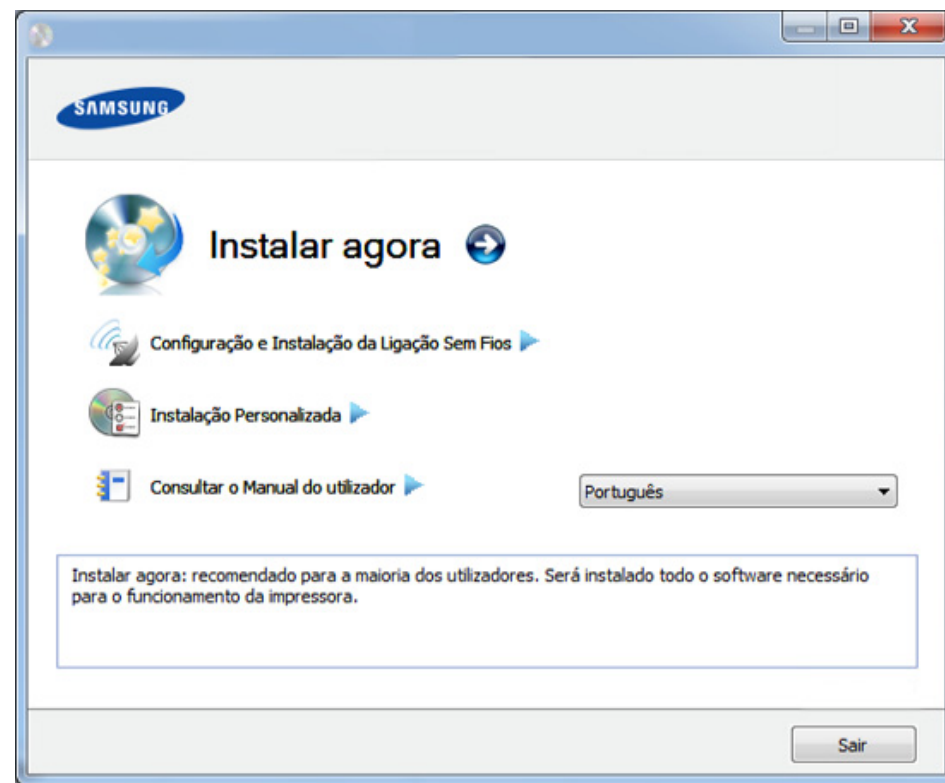 SAMSUNG
Instalar agora
Configuração e Instalação da Ligação Sem Fios
Instalação Personalizada
Consultar o Manual do utilizador
Português
Instalar agora: recomendado para a maioria dos utilizadores. Será instalado todo o software necessário
para o funcionamento da impressora.
Sair